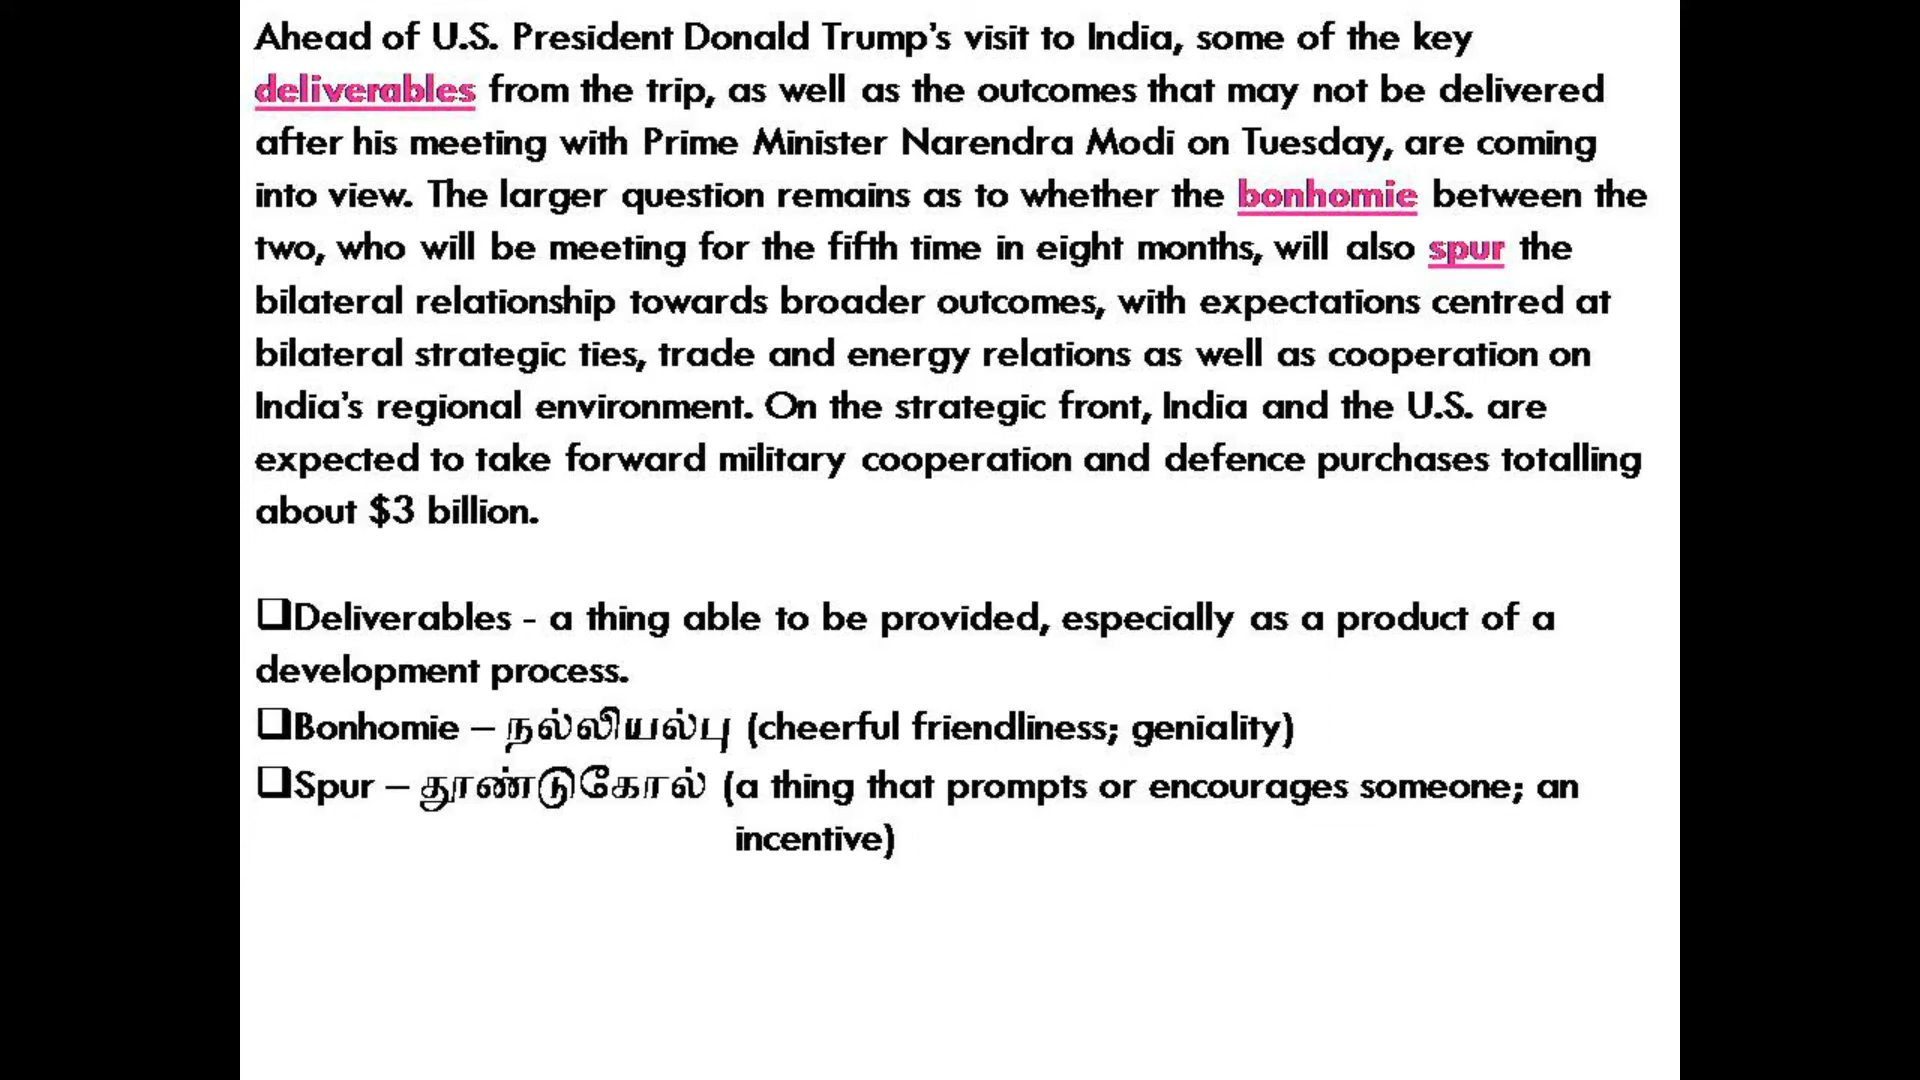 Ahead of U.S. President Donald Trump's visit to India, some of the key
deliverables from the trip, as well as the outcomes that may not be delivered
after his meeting with Prime Minister Narendra Modi on Tuesday, are coming
into view. The larger question remains as to whether the bonhomie between the
two, who will be meeting for the fifth time in eight months, will also spur the
bilateral relationship towards broader outcomes, with expectations centred at
bilateral strategic ties, trade and energy relations as well as cooperation on
India's regional environment. On the strategic front, India and the U.S. are
expected to take forward military cooperation and defence purchases totalling
about $3 billion.
❑Deliverables - a thing able to be provided, especially as a product of a
development process.
❑Bonhomie – நல்லியல்பு (cheerful friendliness; geniality)
❑Spur – தூண்டுகோல் (a thing that prompts or encourages someone; an
incentive)